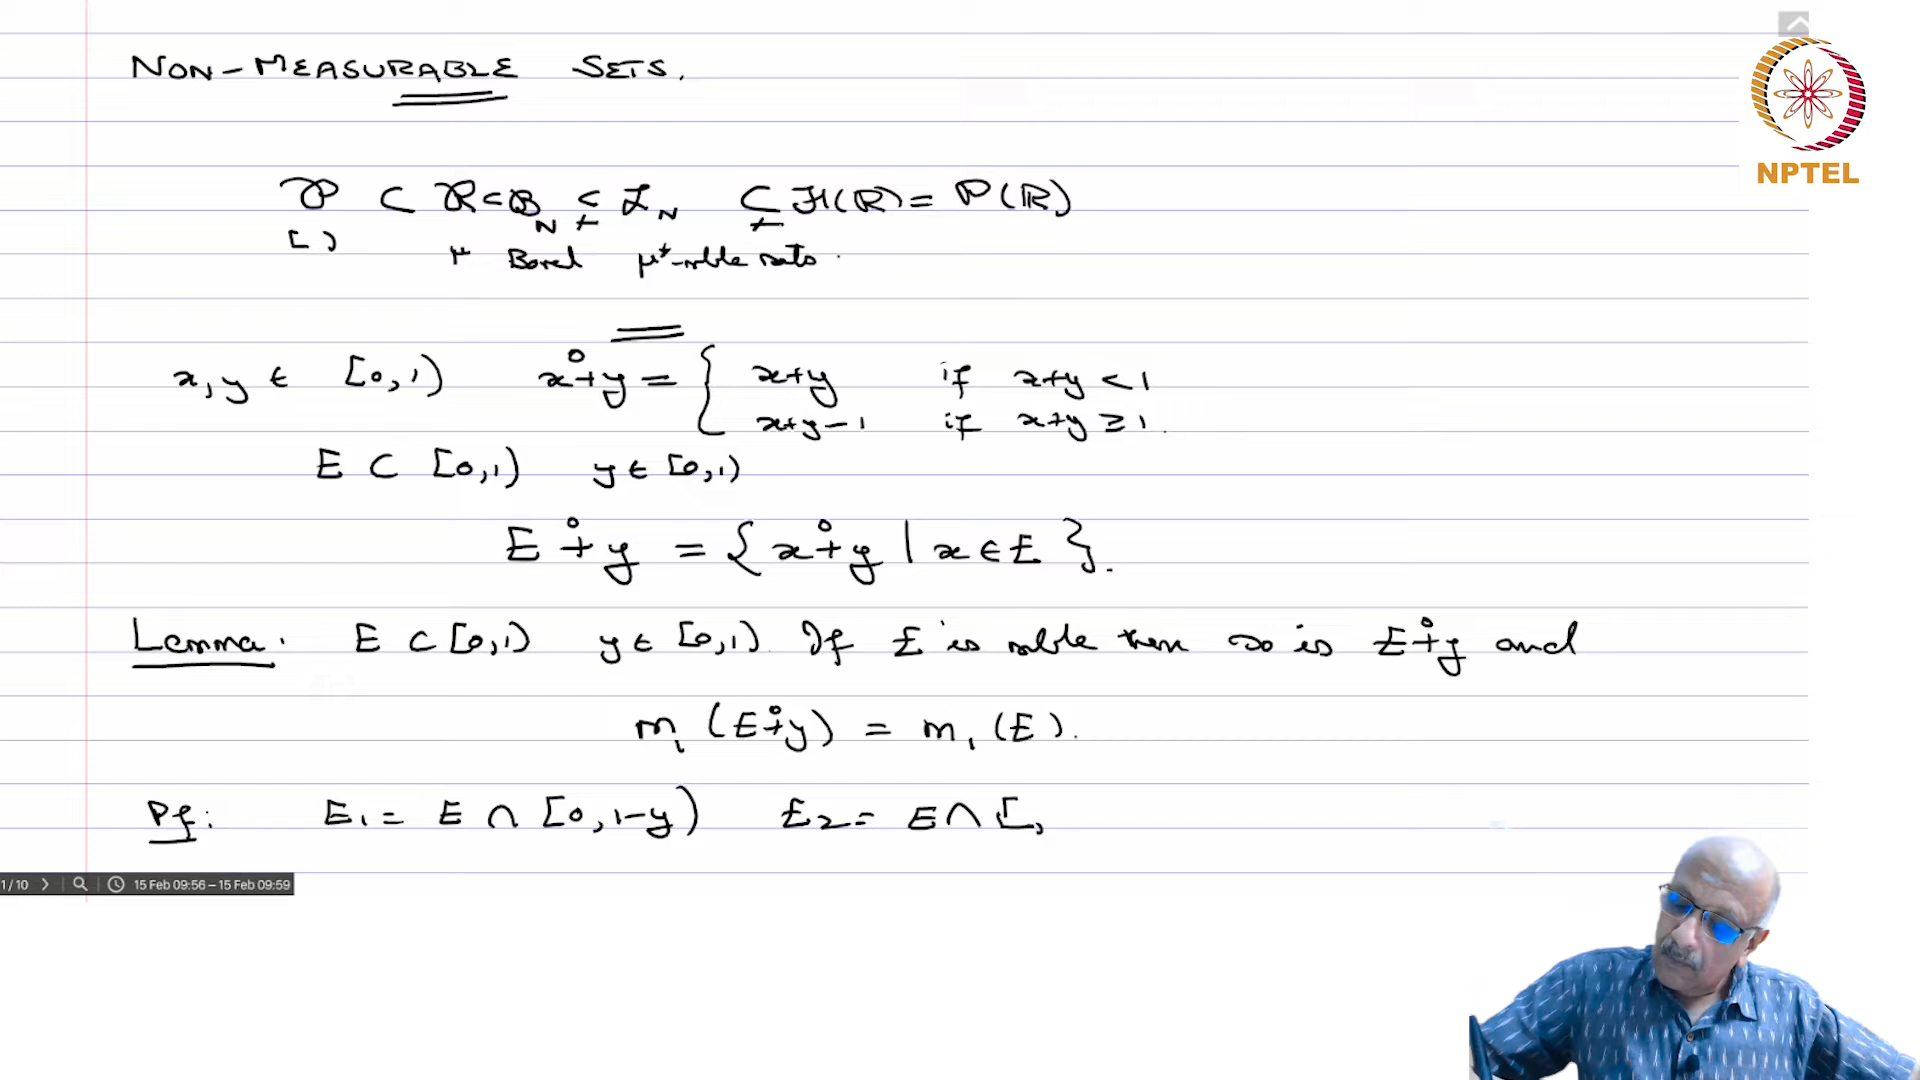 NON-MEASURABLE SETS.
NPTEL
𝒫 ⊂ ℛ ⊂ ℬ_N ⊊ ℒ_N ⊊ ℋ(ℝ) = 𝒫(ℝ)
[ ) μ Borel μ*-mble sets.
x, y ∈ [0,1) x +̊ y = { x+y if x+y < 1
x+y-1 if x+y ≥ 1.
E ⊂ [0,1) y ∈ [0,1)
E +̊ y = { x +̊ y | x ∈ E }.
Lemma. E ⊂ [0,1) y ∈ [0,1). If E is mble then so is E +̊ y and
m₁ (E +̊ y) = m₁ (E).
Pf: E₁ = E ∩ [0, 1-y) E₂ = E ∩ [,
1 / 10 15 Feb 09:56 – 15 Feb 09:59